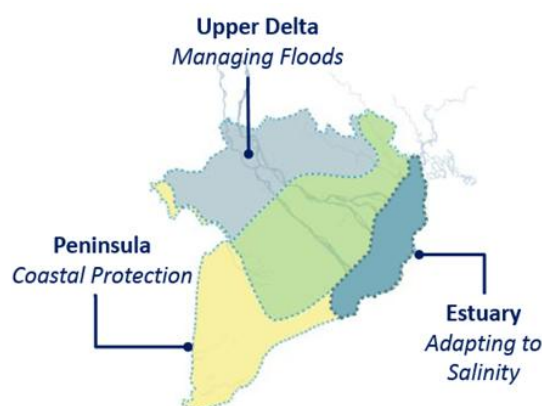 Upper Delta
Managing Floods
Peninsula
Coastal Protection
Estuary
Adapting to
Salinity